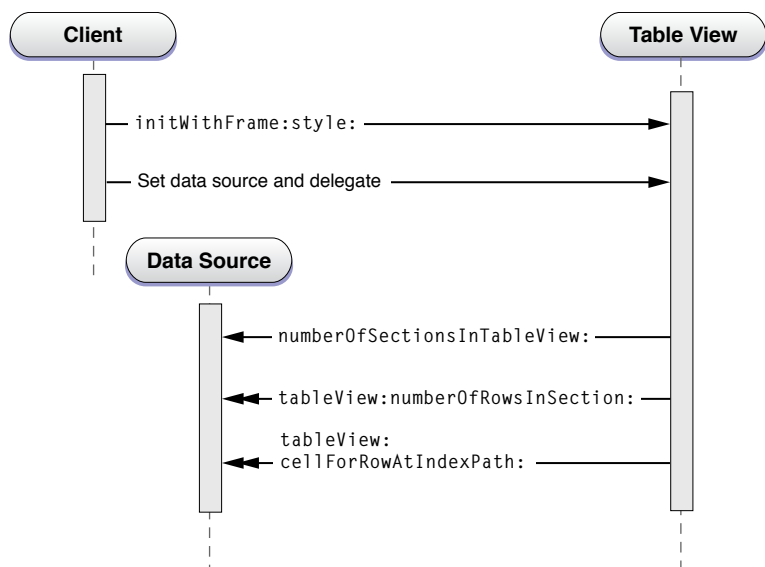 Client
Table View
initWithFrame:style:
Set data source and delegate
Data Source
numberOfSectionsInTableView:
tableView:numberOfRowsInSection:
tableView:
cellForRowAtIndexPath: